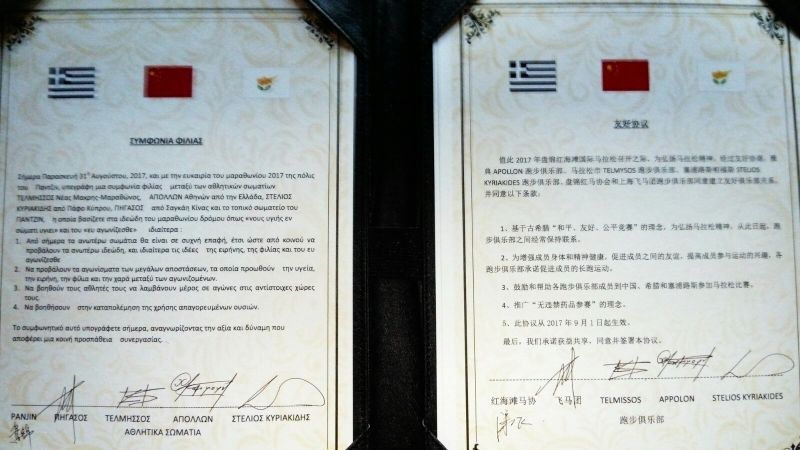 ΣΥΜΦΩΝΙΑ ΦΙΛΙΑΣ
Σήμερα Παρασκευή 31st Αυγούστου, 2017, και με την ευκαιρία του μαραθωνίου 2017 της πόλις
του Παντζιν, υπεγράφη μια συμφωνία φιλίας μεταξύ των αθλητικών σωματίων
ΤΕΛΜΗΣΣΟΣ Νέας Μακρης-Μαραθώνος, ΑΠΟΛΛΩΝ Αθηνών από την Ελλάδα, ΣΤΕΛΙΟΣ
ΚΥΡΙΑΚΙΔΗΣ από Πάφο Κύπρου, ΠΗΓΑΣΟΣ από Σαγκάη Κίνας και το τοπικό σωματείο του
ΠΑΝΤΖΙΝ, η οποία βασίζετε στα ιδεώδη του μαραθωνίου δρόμου όπως «νους υγιής εν
σώματι υγιεί» και του «ευ αγωνίζεσθε» ιδιαίτερα :
1. Από σήμερα τα ανωτέρω σωμάτια θα είναι σε συχνή επαφή, έτσι ώστε από κοινού να
προβάλουν τα ανωτέρω ιδεώδη, και ιδιαίτερα τις ιδέες της ειρήνης, της φιλίας και του ευ
αγωνίζεσθε.
2. Να προβάλουν τα αγωνίσματα των μεγάλων αποστάσεων, τα οποία προωθούν την υγεία,
την ειρήνη, την φιλία και την χαρά μεταξύ των αγωνιζομένων.
3. Να βοηθούν τους αθλητές τους να λαμβάνουν μέρος σε αγώνες στις αντίστοιχες χώρες
τους.
4. Να βοηθήσουν στην καταπολέμηση της χρήσης απαγορευμένων ουσιών.
Το συμφωνητικό αυτό υπογράφετε σήμερα, αναγνωρίζοντας την αξία και δύναμη που
αποφέρει μια κοινή προσπάθεια συνεργασίας.
PANJIN ΠΗΓΑΣΟΣ ΤΕΛΜΗΣΣΟΣ ΑΠΟΛΛΩΝ ΣΤΕΛΙΟΣ ΚΥΡΙΑΚΙΔΗΣ
ΑΘΛΗΤΙΚΑ ΣΩΜΑΤΙΑ
友好协议
值此 2017 年盘锦红海滩国际马拉松召开之际，为弘扬马拉松精神，经过友好协商，雅
典 APOLLON 跑步俱乐部、马拉松市 TELMYSOS 跑步俱乐部、塞浦路斯帕福斯 STELIOS
KYRIAKIDES 跑步俱乐部、盘锦红马协会和上海飞马团跑步俱乐部同意建立友好俱乐部关系，
并同意以下条款：
1、基于古希腊“和平、友好、公平竞赛”的理念，为弘扬马拉松精神，从此日起，跑
步俱乐部之间经常保持联系。
2、为增强成员身体和精神健康，促进成员之间的友谊，提高成员参与运动的兴趣，各
跑步俱乐部承诺促进成员的长跑运动。
3、鼓励和帮助各跑步俱乐部成员到中国、希腊和塞浦路斯参加马拉松比赛。
4、推广“无违禁药品参赛”的理念。
5、此协议从 2017 年 9 月 1 日起生效。
最后，我们承诺获益共享，同意并签署本协议。
红海滩马协 飞马团 TELMISSOS APPOLON STELIOS KYRIAKIDES
跑步俱乐部